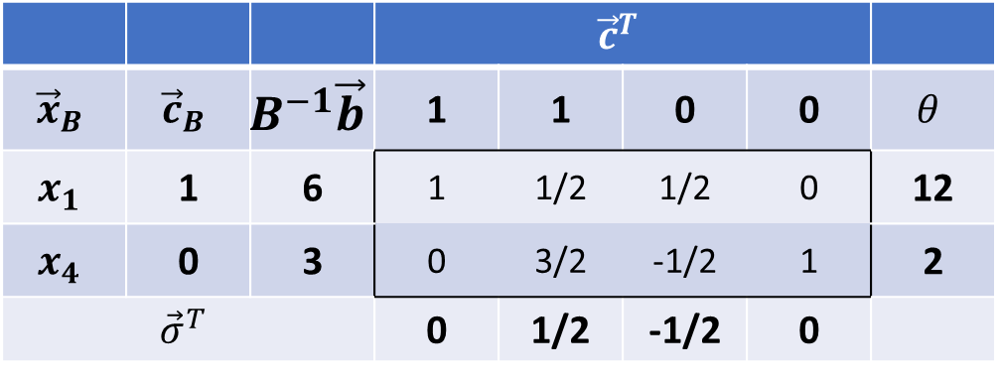 $\vec{c}^T$
$\vec{x}_B$ $\vec{c}_B$ $B^{-1}\vec{b}$ 1 1 0 0 θ
$x_1$ 1 6 1 1/2 1/2 0 12
$x_4$ 0 3 0 3/2 -1/2 1 2
$\vec{\sigma}^T$ 0 1/2 -1/2 0